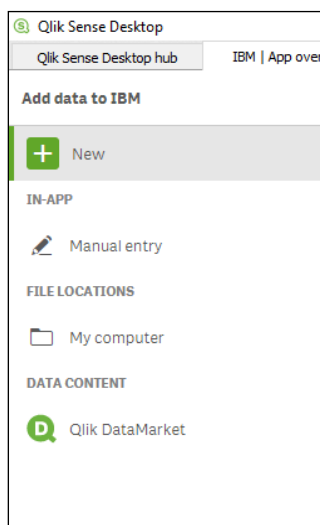 Qlik Sense Desktop
Qlik Sense Desktop hub
IBM | App over
Add data to IBM
New
IN-APP
Manual entry
FILE LOCATIONS
My computer
DATA CONTENT
Qlik DataMarket